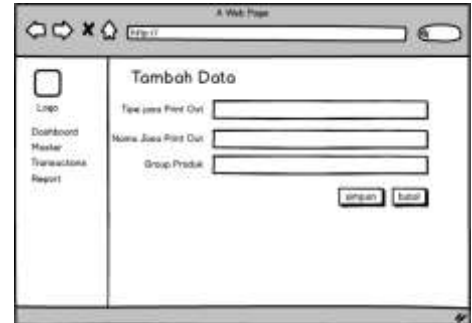 A Web Page
http://
Logo
Dashboard
Master
Transactions
Report
Tambah Data
Tipe jasa Print Out
Nama Jasa Print Out
Group Produk
simpan
batal